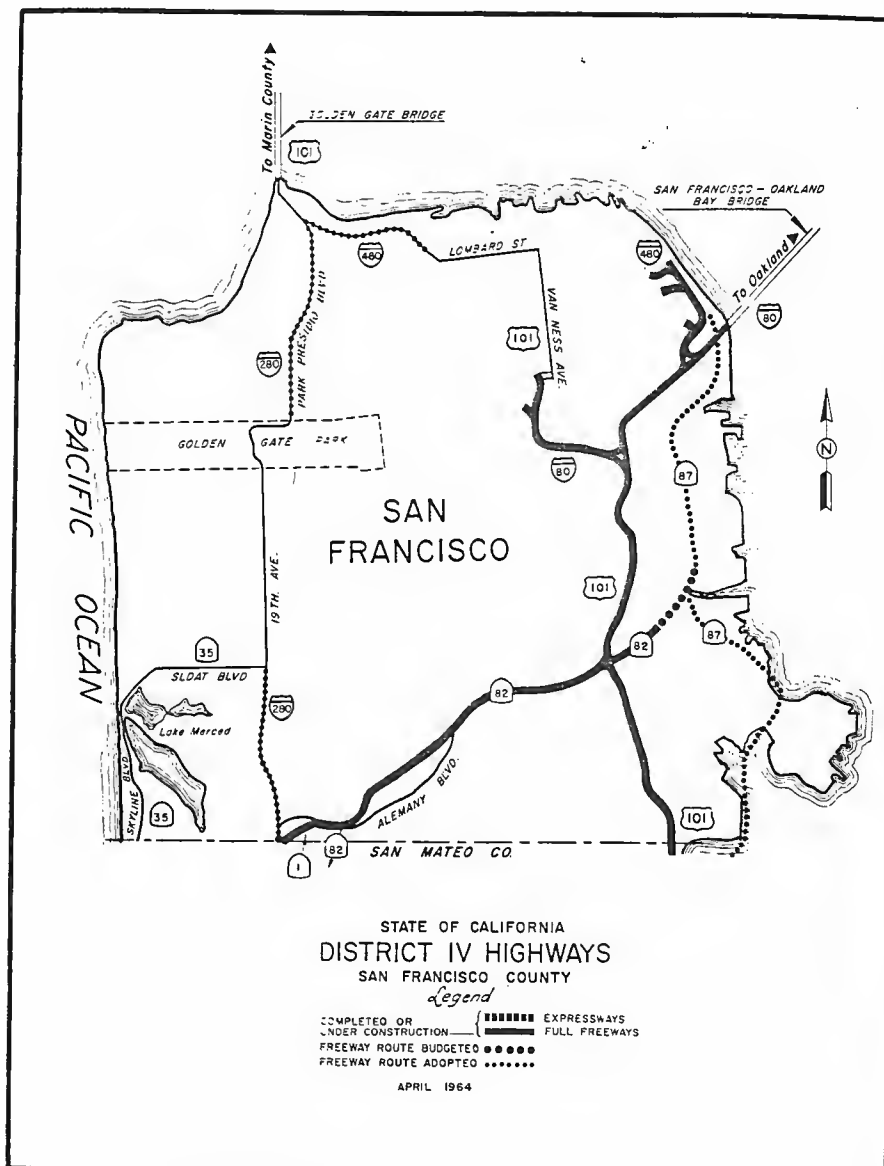 To Marin County
GOLDEN GATE BRIDGE
101
SAN FRANCISCO - OAKLAND
BAY BRIDGE
To Oakland
480
LOMBARD ST
480
80
PARK PRESIDIO BLVD
VAN NESS AVE.
101
280
GOLDEN GATE PARK
80
87
N
PACIFIC OCEAN
SAN
FRANCISCO
19TH. AVE.
101
35
SLOAT BLVD
82
87
82
280
Lake Merced
SKYLINE BLVD
35
ALEMANY BLVD.
101
1
82
SAN MATEO CO.
STATE OF CALIFORNIA
DISTRICT IV HIGHWAYS
SAN FRANCISCO COUNTY
Legend
COMPLETED OR
UNDER CONSTRUCTION
EXPRESSWAYS
FULL FREEWAYS
FREEWAY ROUTE BUDGETED
FREEWAY ROUTE ADOPTED
APRIL 1964